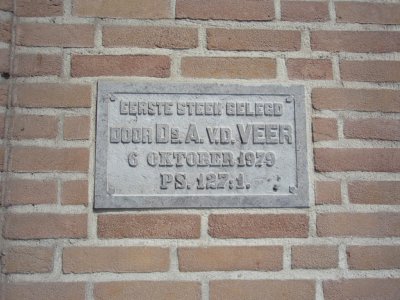 EERSTE STEEN GELEGD
DOOR DS. A. V.D. VEER
6 OKTOBER 1979
PS. 127:1.